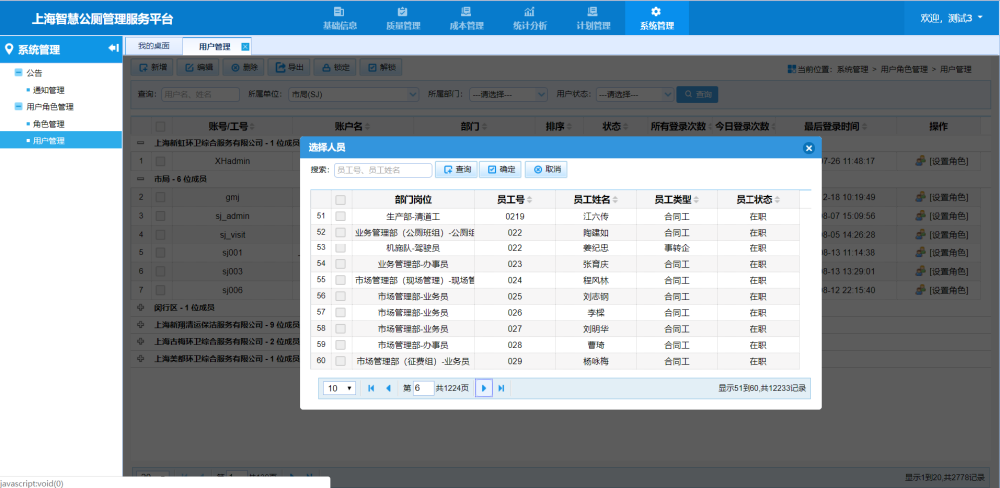 上海智慧公厕管理服务平台
基础信息 质量管理 成本管理 统计分析 计划管理 系统管理
欢迎, 测试3
系统管理
我的桌面 用户管理
公告
通知管理
用户角色管理
角色管理
用户管理
新增 编辑 删除 导出 锁定 解锁
当前位置: 系统管理 > 用户角色管理 > 用户管理
查询: 用户名、姓名 所属单位: 市局(SJ) 所属部门: ---请选择--- 用户状态: ---请选择--- 查询
账号/工号 账户名 部门 排序 状态 所有登录次数 今日登录次数 最后登录时间 操作
上海新虹环卫综合服务有限公司 - 1 位成员
1 XHadmin 7-26 11:48:17 [设置角色]
市局 - 6 位成员
2 gmj 2-18 10:19:49 [设置角色]
3 sj_admin 8-07 15:09:56 [设置角色]
4 sj_visit 8-05 14:26:28 [设置角色]
5 sj001 8-13 11:14:38 [设置角色]
6 sj003 8-13 13:29:01 [设置角色]
7 sj006 8-12 22:15:40 [设置角色]
闵行区 - 1 位成员
上海新翔清运保洁服务有限公司 - 9 位成员
上海古梅环卫综合服务有限公司 - 2 位成员
上海莘都环卫综合服务有限公司 - 1 位成员
选择人员
搜索: 员工号、员工姓名 查询 确定 取消
部门岗位 员工号 员工姓名 员工类型 员工状态
51 生产部-清道工 0219 江六传 合同工 在职
52 业务管理部（公厕班组）-公厕组 022 陶建如 合同工 在职
53 机施队-驾驶员 022 姜纪忠 事转企 在职
54 业务管理部-办事员 023 张育庆 合同工 在职
55 市场管理部（现场管理）-现场管 024 程风林 合同工 在职
56 市场管理部-业务员 025 刘志钢 合同工 在职
57 市场管理部-业务员 026 李樑 合同工 在职
58 市场管理部-业务员 027 刘明华 合同工 在职
59 市场管理部-办事员 028 曹琦 合同工 在职
60 市场管理部（征费组）-业务员 029 杨咏梅 合同工 在职
10 第 6 共1224页 显示51到60,共12233记录
显示1到20,共2778记录
javascript:void(0)